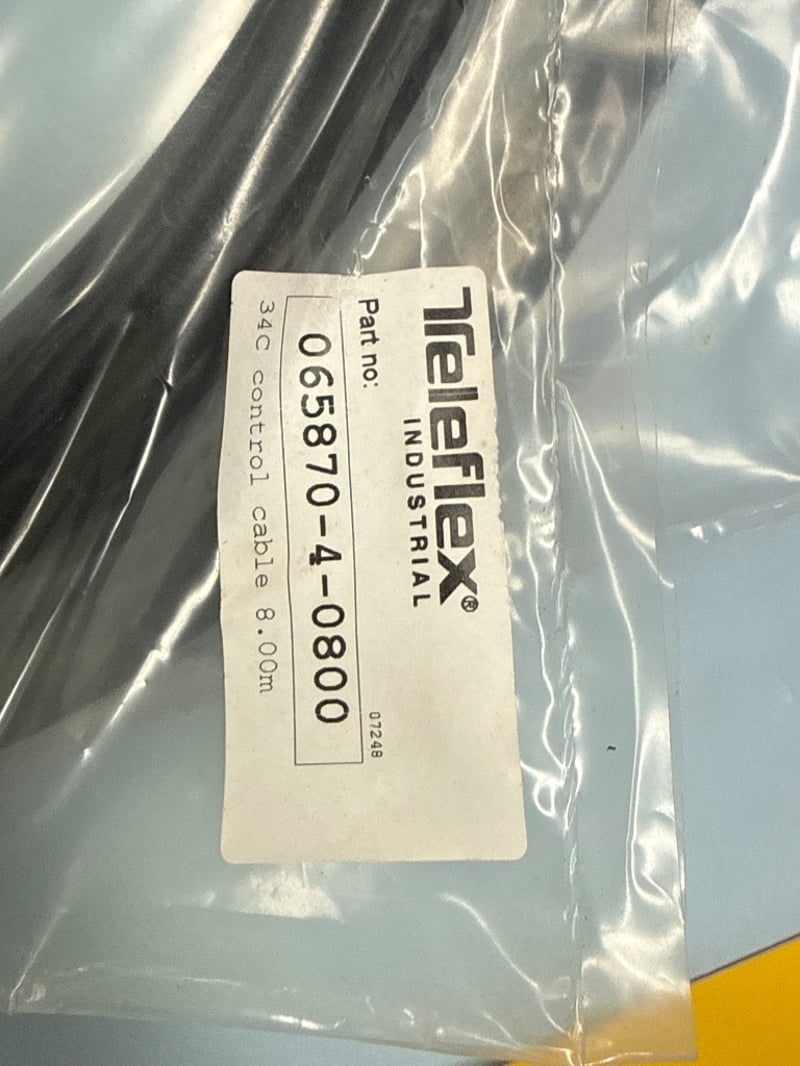 Teleflex®
INDUSTRIAL
Part no:
07248
065870-4-0800
34C control cable 8.00m